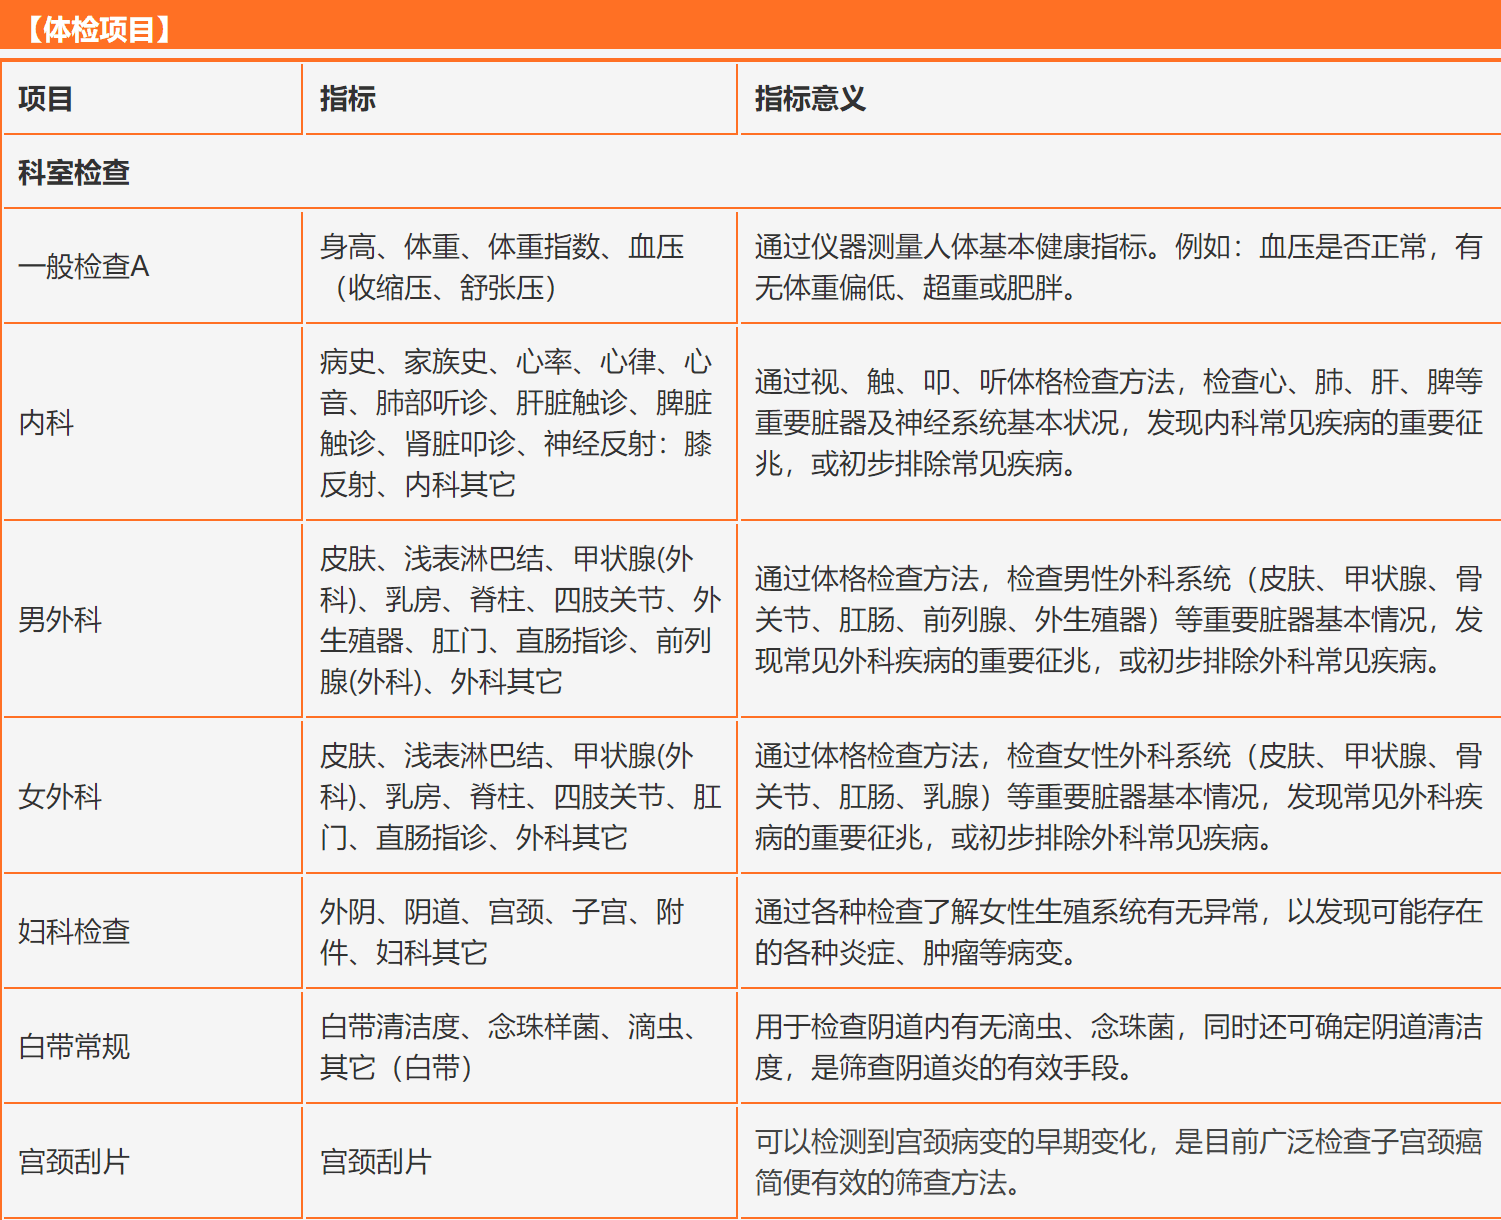 【体检项目】
项目
指标
指标意义
科室检查
一般检查A
身高、体重、体重指数、血压
（收缩压、舒张压）
通过仪器测量人体基本健康指标。例如：血压是否正常，有
无体重偏低、超重或肥胖。
内科
病史、家族史、心率、心律、心
音、肺部听诊、肝脏触诊、脾脏
触诊、肾脏叩诊、神经反射：膝
反射、内科其它
通过视、触、叩、听体格检查方法，检查心、肺、肝、脾等
重要脏器及神经系统基本状况，发现内科常见疾病的重要征
兆，或初步排除常见疾病。
男外科
皮肤、浅表淋巴结、甲状腺(外
科)、乳房、脊柱、四肢关节、外
生殖器、肛门、直肠指诊、前列
腺(外科)、外科其它
通过体格检查方法，检查男性外科系统（皮肤、甲状腺、骨
关节、肛肠、前列腺、外生殖器）等重要脏器基本情况，发
现常见外科疾病的重要征兆，或初步排除外科常见疾病。
女外科
皮肤、浅表淋巴结、甲状腺(外
科)、乳房、脊柱、四肢关节、肛
门、直肠指诊、外科其它
通过体格检查方法，检查女性外科系统（皮肤、甲状腺、骨
关节、肛肠、乳腺）等重要脏器基本情况，发现常见外科疾
病的重要征兆，或初步排除外科常见疾病。
妇科检查
外阴、阴道、宫颈、子宫、附
件、妇科其它
通过各种检查了解女性生殖系统有无异常，以发现可能存在
的各种炎症、肿瘤等病变。
白带常规
白带清洁度、念珠样菌、滴虫、
其它（白带）
用于检查阴道内有无滴虫、念珠菌，同时还可确定阴道清洁
度，是筛查阴道炎的有效手段。
宫颈刮片
宫颈刮片
可以检测到宫颈病变的早期变化，是目前广泛检查子宫颈癌
简便有效的筛查方法。